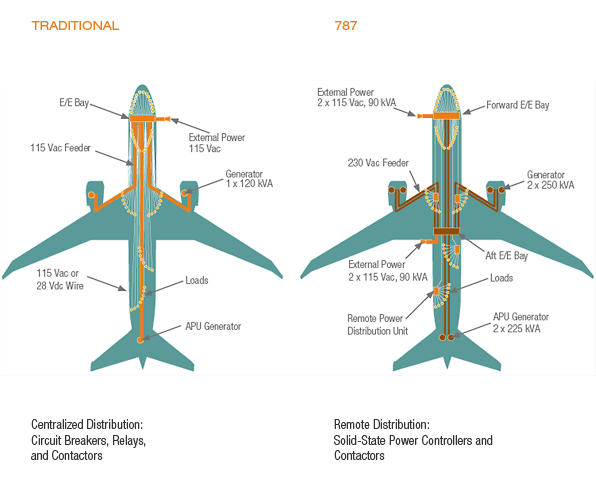 TRADITIONAL
E/E Bay
External Power
115 Vac
115 Vac Feeder
Generator
1 x 120 kVA
115 Vac or
28 Vdc Wire
Loads
APU Generator
Centralized Distribution:
Circuit Breakers, Relays,
and Contactors
787
External Power
2 x 115 Vac, 90 kVA
Forward E/E Bay
230 Vac Feeder
Generator
2 x 250 kVA
Aft E/E Bay
External Power
2 x 115 Vac, 90 kVA
Loads
Remote Power
Distribution Unit
APU Generator
2 x 225 kVA
Remote Distribution:
Solid-State Power Controllers and
Contactors